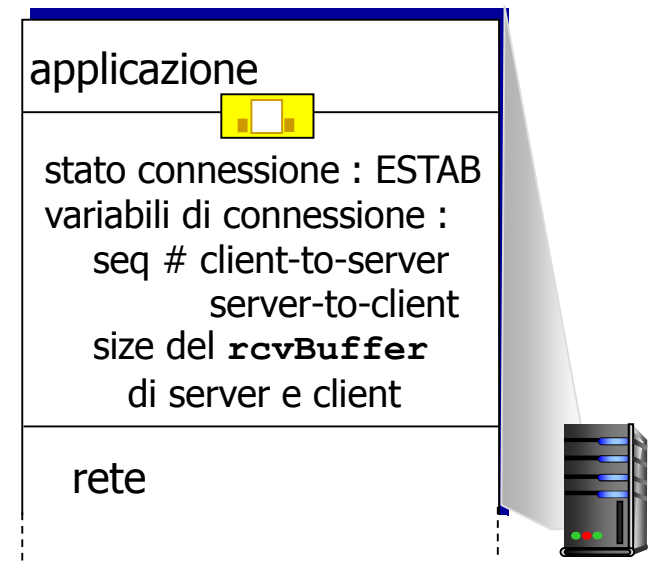 applicazione
stato connessione : ESTAB
variabili di connessione :
seq # client-to-server
server-to-client
size del rcvBuffer
di server e client
rete